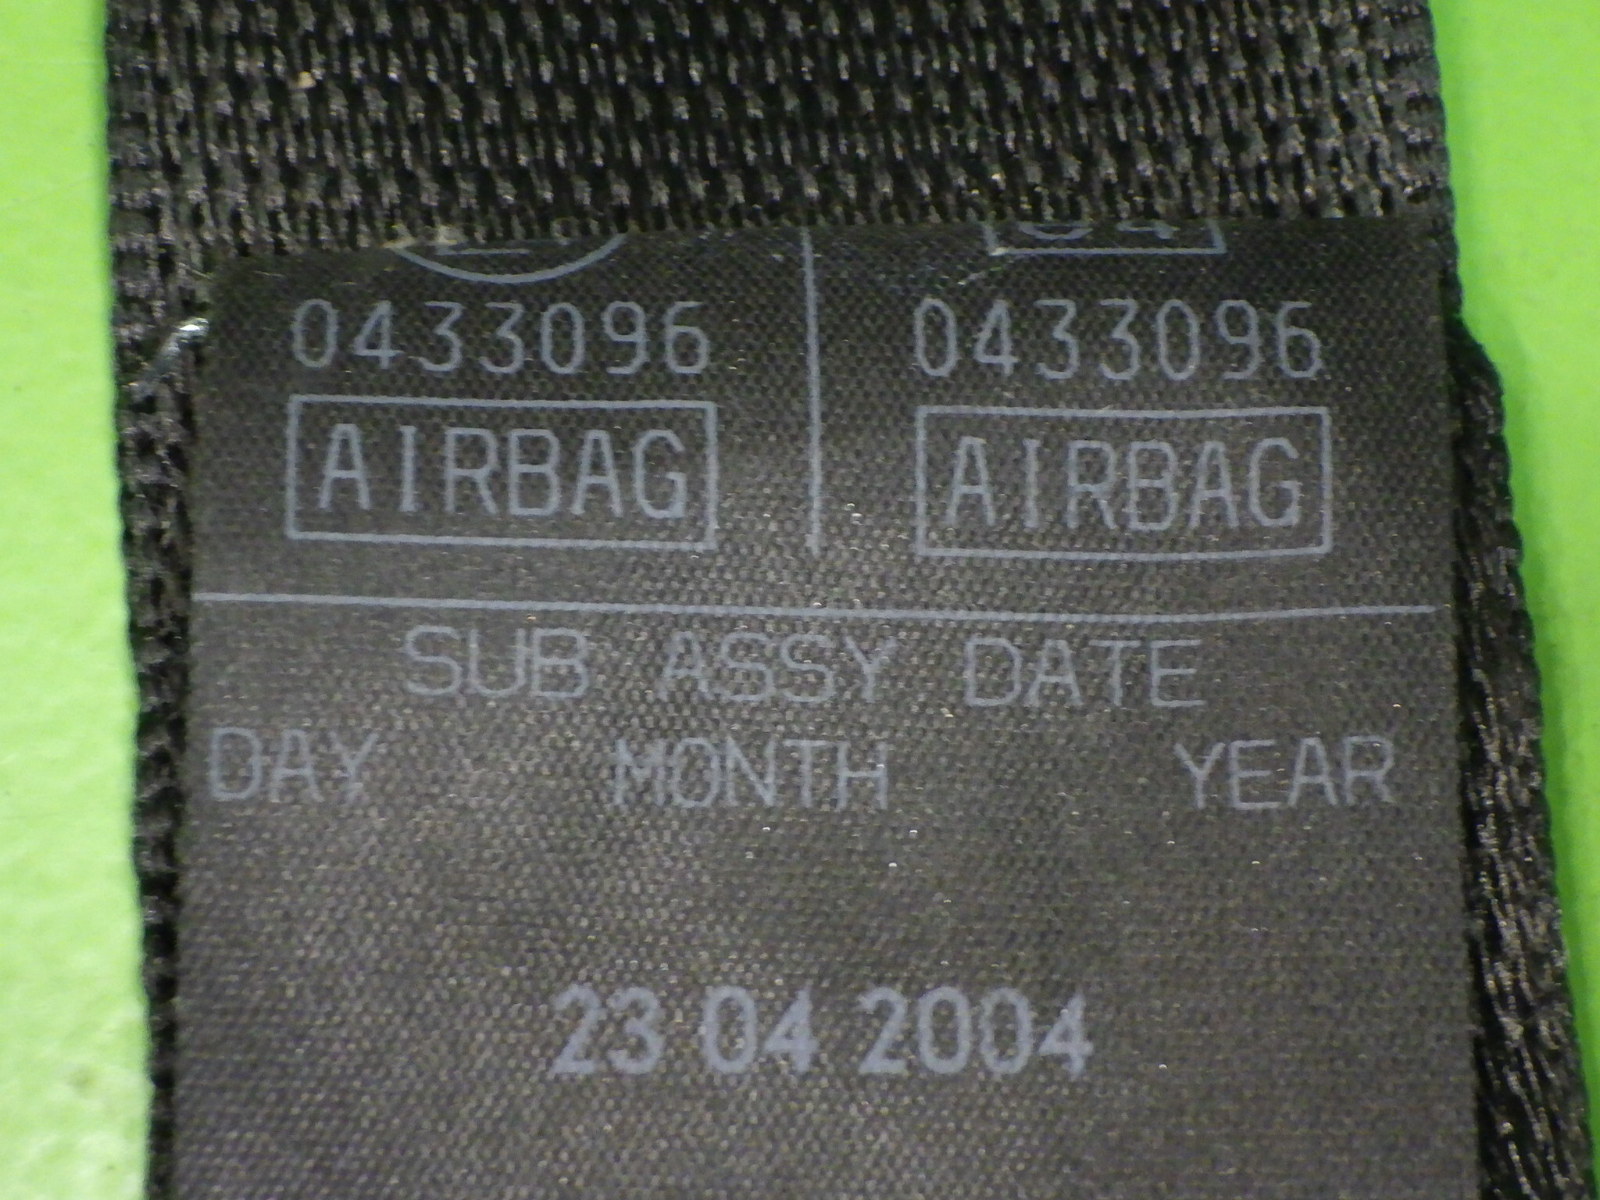 0433096 0433096
AIRBAG AIRBAG
SUB ASSY DATE
DAY MONTH YEAR
23 04 2004